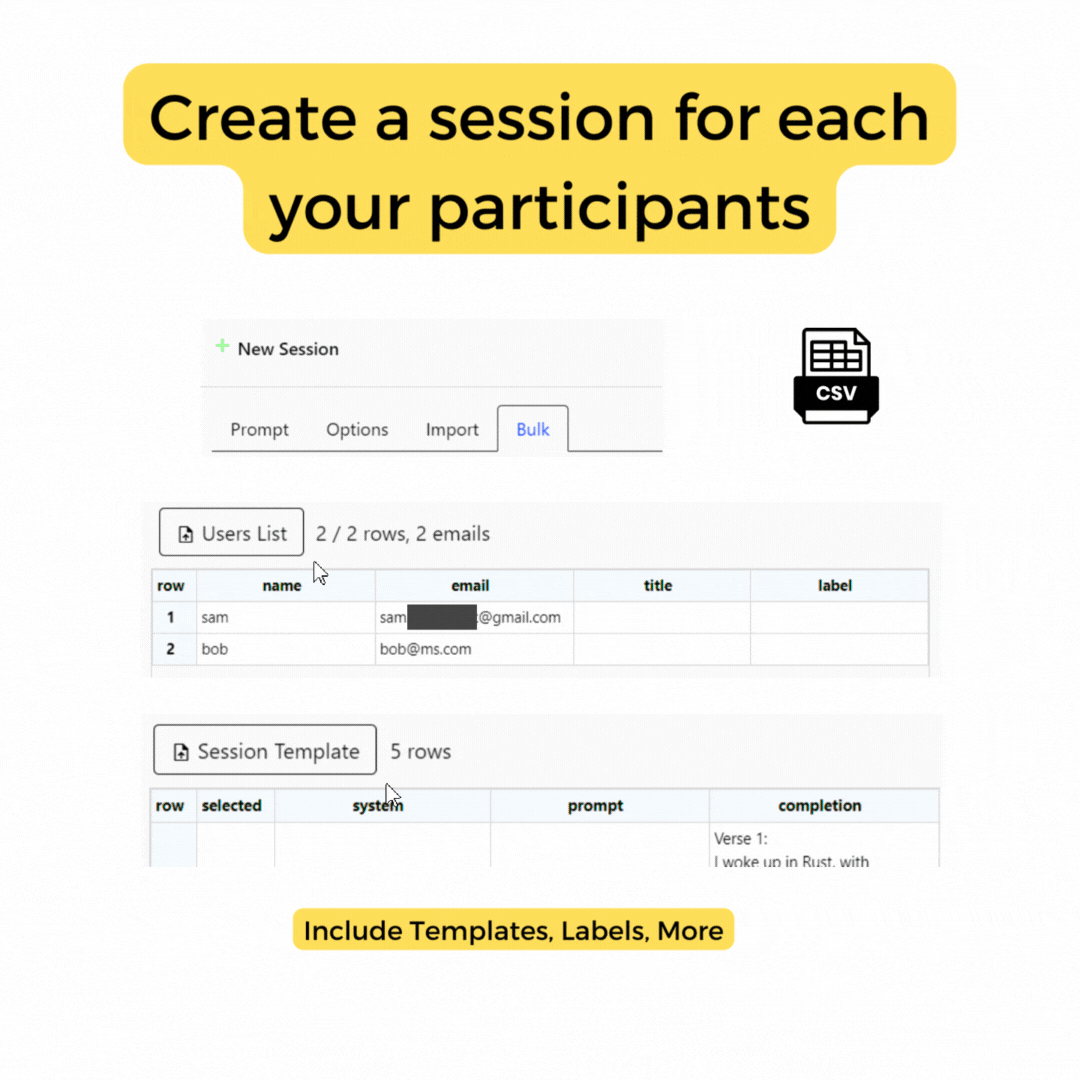 Create a session for each
your participants
+ New Session
CSV
Prompt Options Import Bulk
Users List 2 / 2 rows, 2 emails
row name email title label
1 sam sam @gmail.com
2 bob bob@ms.com
Session Template 5 rows
row selected system prompt completion
Verse 1:
I woke up in Rust, with
Include Templates, Labels, More